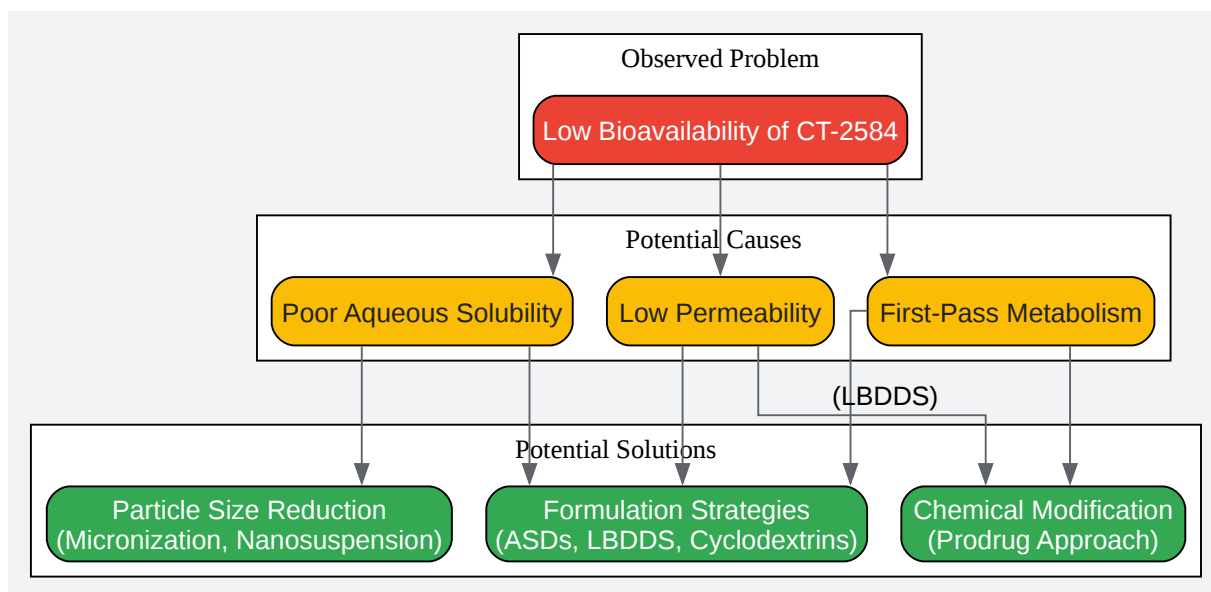 Observed Problem
Low Bioavailability of CT-2584
Potential Causes
Poor Aqueous Solubility
Low Permeability
First-Pass Metabolism
(LBDDS)
Potential Solutions
Particle Size Reduction
(Micronization, Nanosuspension)
Formulation Strategies
(ASDs, LBDDS, Cyclodextrins)
Chemical Modification
(Prodrug Approach)